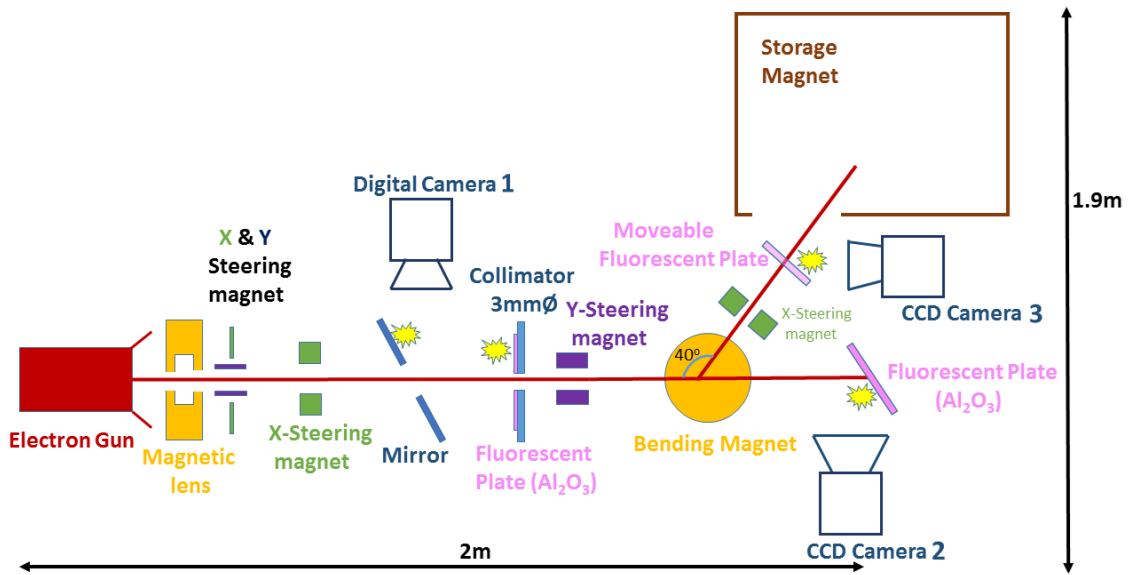 Storage
Magnet
1.9m
Digital Camera 1
X & Y
Steering
magnet
Moveable
Fluorescent Plate
Collimator
3mmØ
Y-Steering
magnet
X-Steering
magnet
CCD Camera 3
40º
Fluorescent Plate
(Al₂O₃)
Electron Gun
X-Steering
magnet
Mirror
Bending Magnet
Magnetic
lens
Fluorescent
Plate (Al₂O₃)
2m
CCD Camera 2